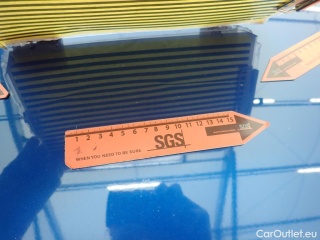 1 2 3 4 5 6 7 8 9 10 11 12 13 14 15
SGS
WHEN YOU NEED TO BE SURE
CarOutlet.eu